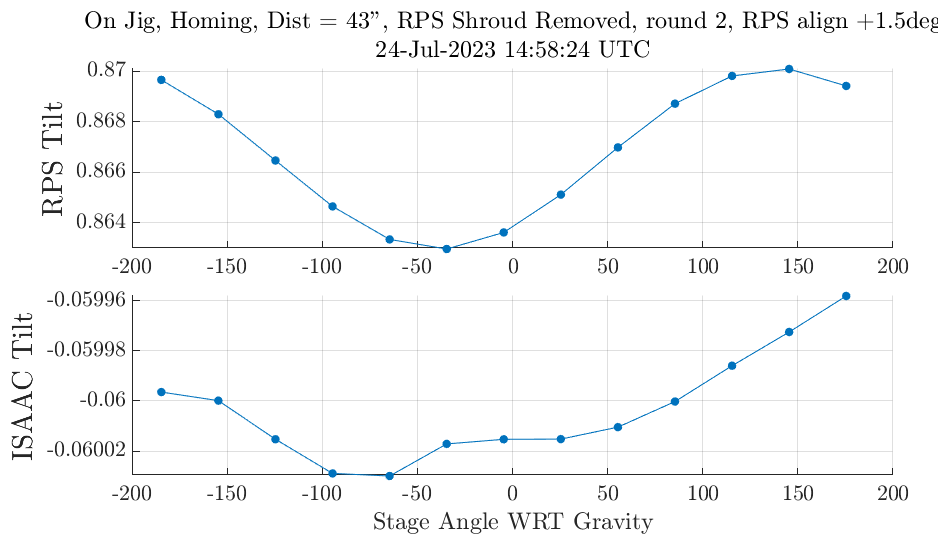 On Jig, Homing, Dist = 43", RPS Shroud Removed, round 2, RPS align +1.5deg
24-Jul-2023 14:58:24 UTC
0.87
0.868
0.866
0.864
RPS Tilt
-200 -150 -100 -50 0 50 100 150 200
-0.05996
-0.05998
-0.06
-0.06002
ISAAC Tilt
-200 -150 -100 -50 0 50 100 150 200
Stage Angle WRT Gravity